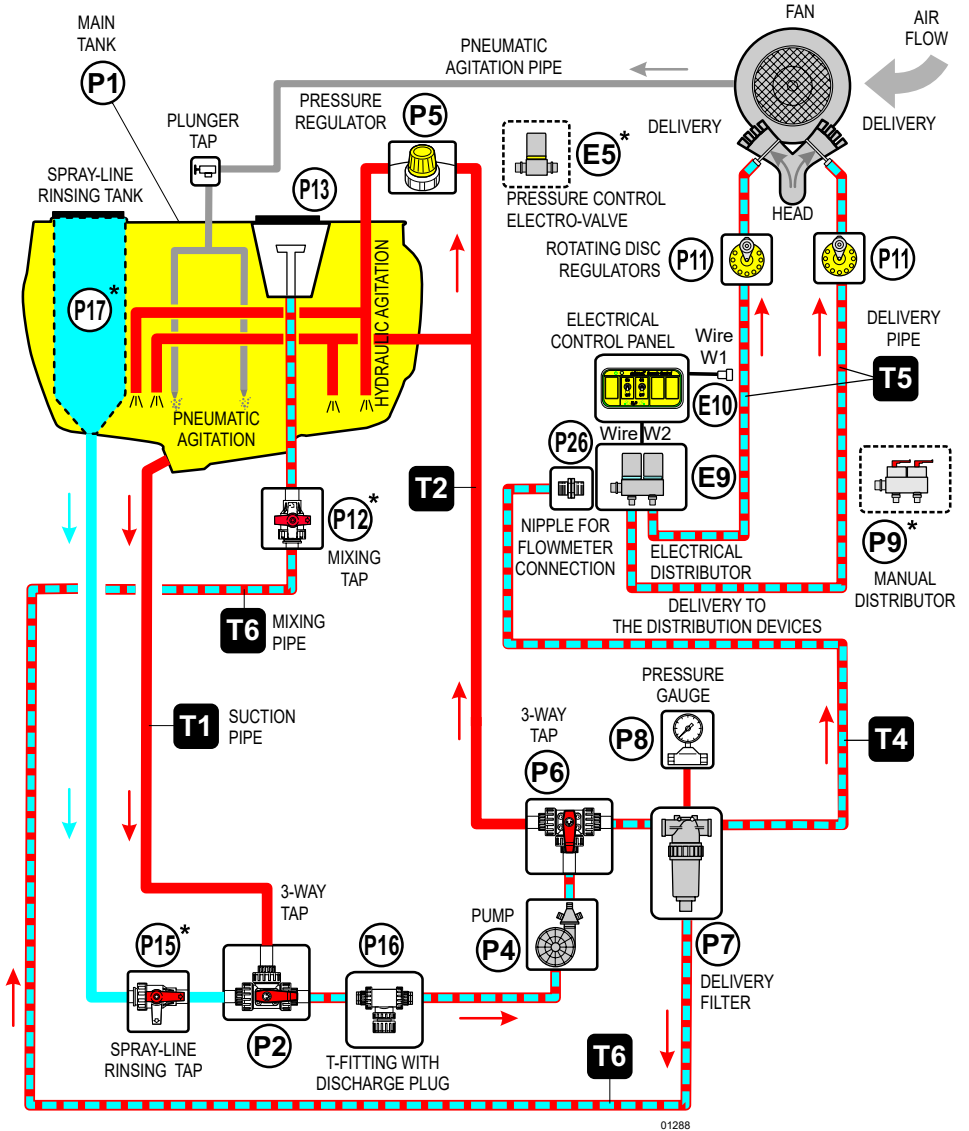 MAIN
TANK
P1
PLUNGER
TAP
SPRAY-LINE
RINSING TANK
P17*
PNEUMATIC
AGITATION PIPE
PRESSURE
REGULATOR
P5
P13
FAN
AIR
FLOW
DELIVERY
DELIVERY
HEAD
E5*
PRESSURE CONTROL
ELECTRO-VALVE
ROTATING DISC
REGULATORS
P11
P11
HYDRAULIC AGITATION
PNEUMATIC
AGITATION
ELECTRICAL
CONTROL PANEL
Wire
W1
E10
DELIVERY
PIPE
T5
P26
Wire W2
E9
NIPPLE FOR
FLOWMETER
CONNECTION
ELECTRICAL
DISTRIBUTOR
P9*
MANUAL
DISTRIBUTOR
DELIVERY TO
THE DISTRIBUTION DEVICES
T2
P12*
MIXING
TAP
T6
MIXING
PIPE
T1
SUCTION
PIPE
PRESSURE
GAUGE
P8
T4
3-WAY
TAP
P6
3-WAY
TAP
PUMP
P4
P7
DELIVERY
FILTER
P15*
SPRAY-LINE
RINSING TAP
P2
P16
T-FITTING WITH
DISCHARGE PLUG
T6
01288